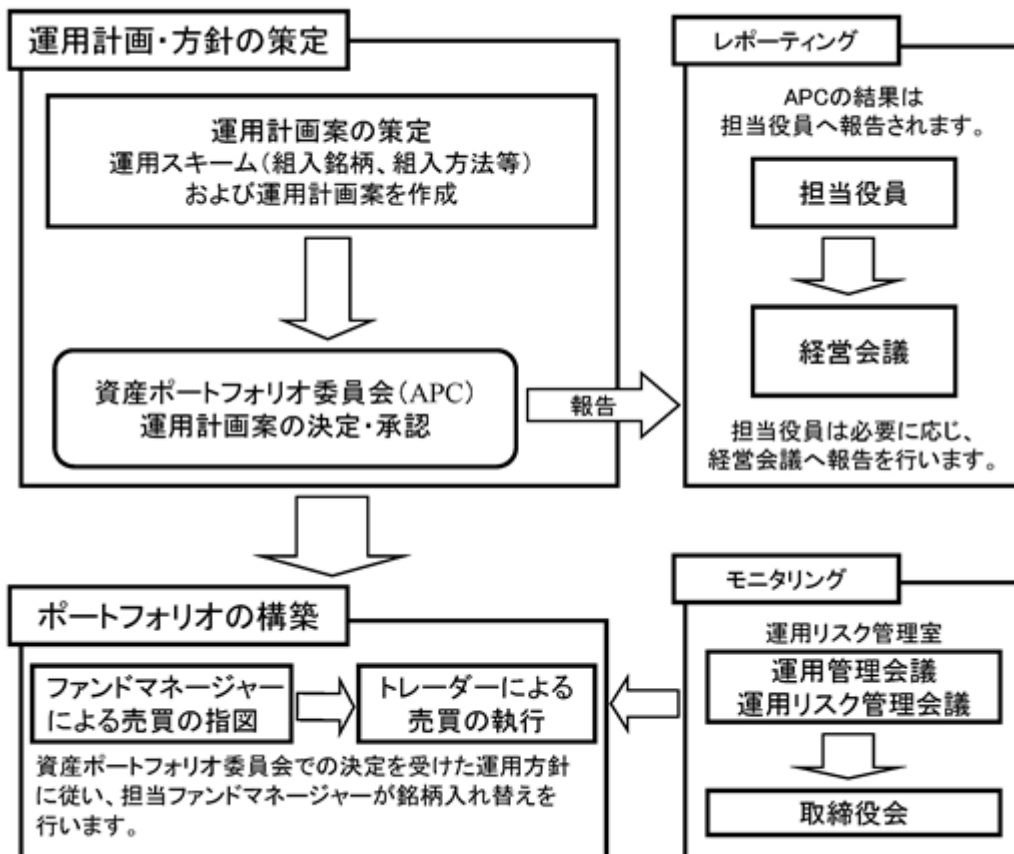 運用計画・方針の策定
運用計画案の策定
運用スキーム(組入銘柄、組入方法等)
および運用計画案を作成
資産ポートフォリオ委員会(APC)
運用計画案の決定・承認
報告
レポーティング
APCの結果は
担当役員へ報告されます。
担当役員
経営会議
担当役員は必要に応じ、
経営会議へ報告を行います。
ポートフォリオの構築
ファンドマネージャー
による売買の指図
トレーダーによる
売買の執行
資産ポートフォリオ委員会での決定を受けた運用方針
に従い、担当ファンドマネージャーが銘柄入れ替えを
行います。
モニタリング
運用リスク管理室
運用管理会議
運用リスク管理会議
取締役会